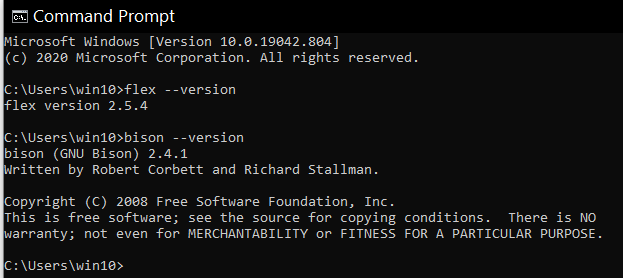 Command Prompt
Microsoft Windows [Version 10.0.19042.804]
(c) 2020 Microsoft Corporation. All rights reserved.
C:\Users\win10>flex --version
flex version 2.5.4
C:\Users\win10>bison --version
bison (GNU Bison) 2.4.1
Written by Robert Corbett and Richard Stallman.
Copyright (C) 2008 Free Software Foundation, Inc.
This is free software; see the source for copying conditions.  There is NO
warranty; not even for MERCHANTABILITY or FITNESS FOR A PARTICULAR PURPOSE.
C:\Users\win10>